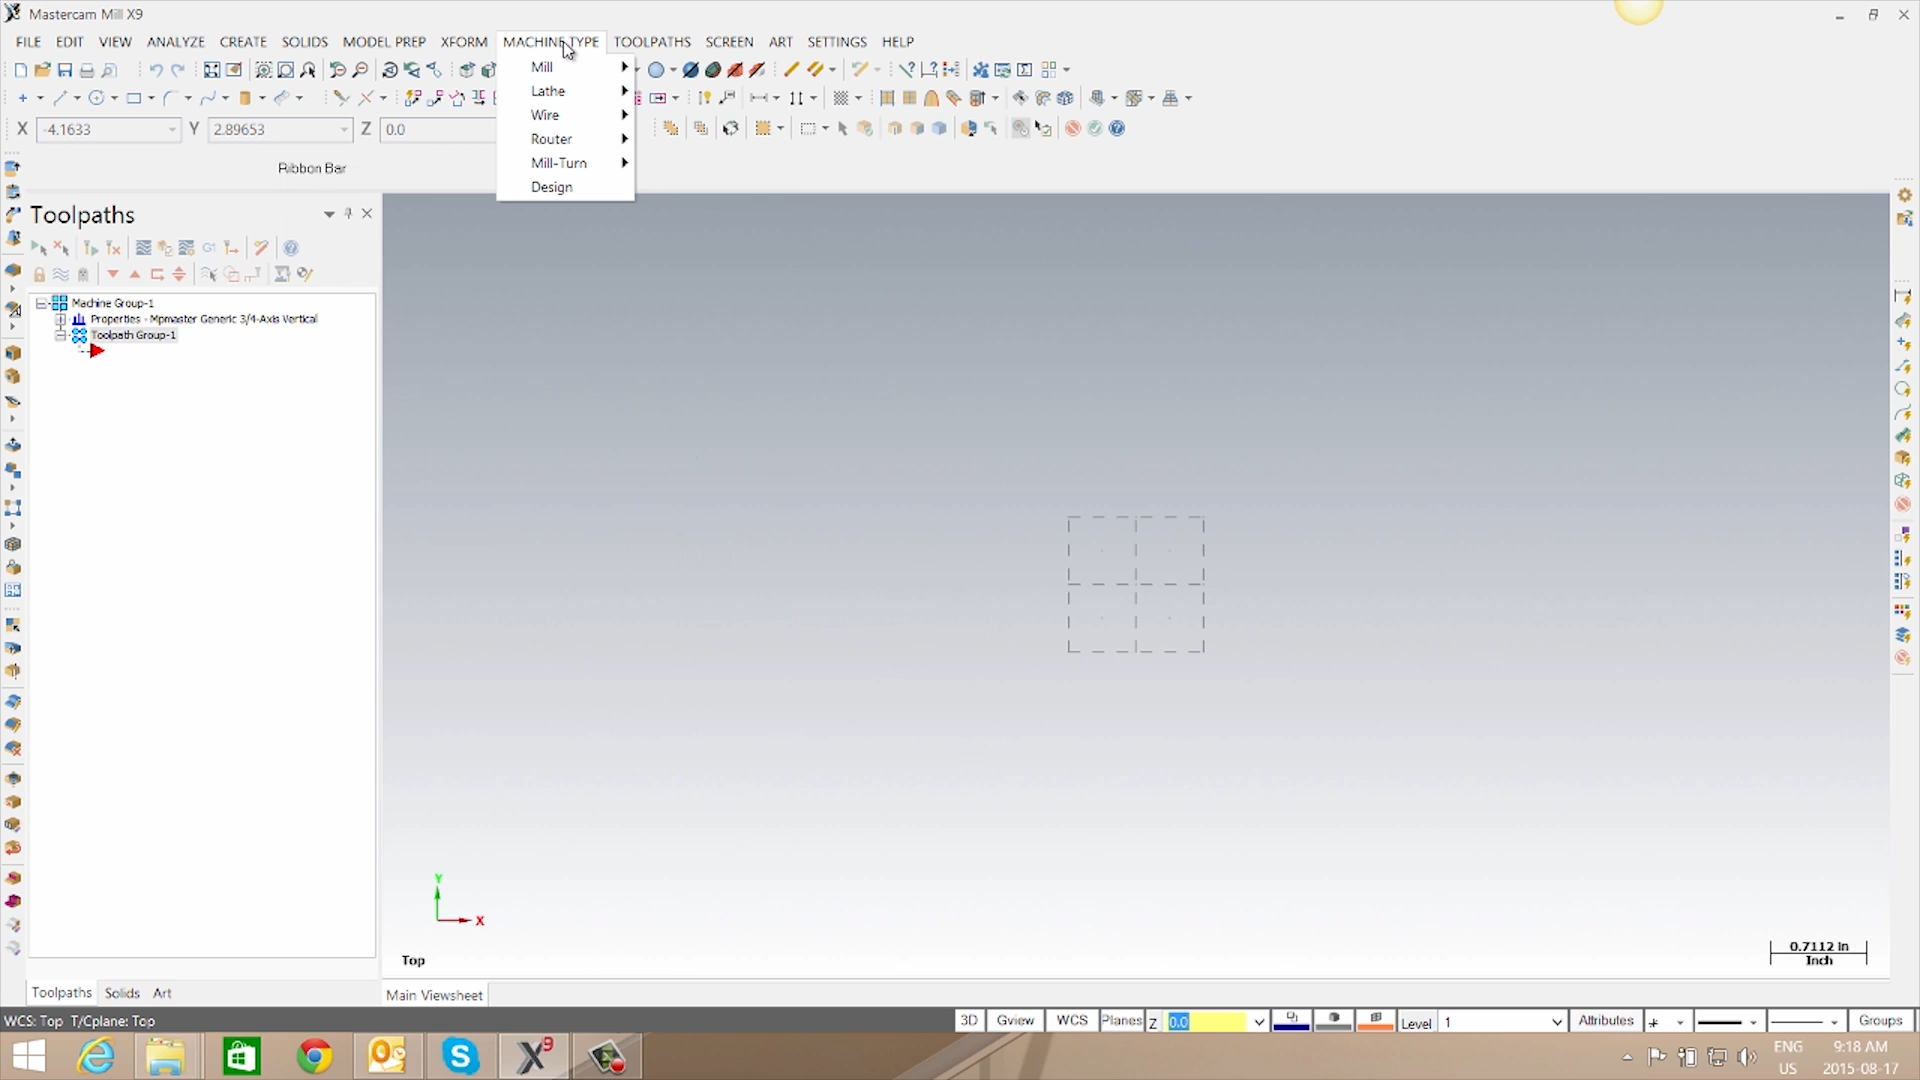 Mastercam Mill X9
FILE EDIT VIEW ANALYZE CREATE SOLIDS MODEL PREP XFORM MACHINE TYPE TOOLPATHS SCREEN ART SETTINGS HELP
Mill
Lathe
Wire
Router
Mill-Turn
Design
X -4.1633 Y 2.89653 Z 0.0
Ribbon Bar
Toolpaths
G1
Machine Group-1
Properties - Mpmaster Generic 3/4-Axis Vertical
Toolpath Group-1
Y
X
Top
0.7112 in
Inch
Toolpaths Solids Art
Main Viewsheet
WCS: Top T/Cplane: Top
3D Gview WCS Planes Z 0.0 Level 1 Attributes Groups
ENG
US
9:18 AM
2015-08-17